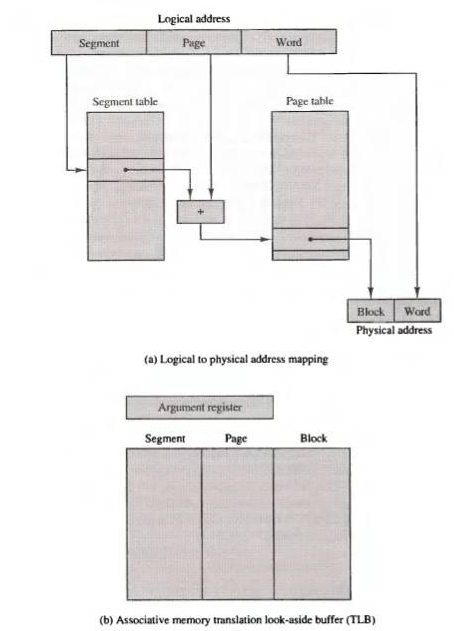 Logical address
Segment Page Word
Segment table Page table
+
Block Word
Physical address
(a) Logical to physical address mapping
Argument register
Segment Page Block
(b) Associative memory translation look-aside buffer (TLB)